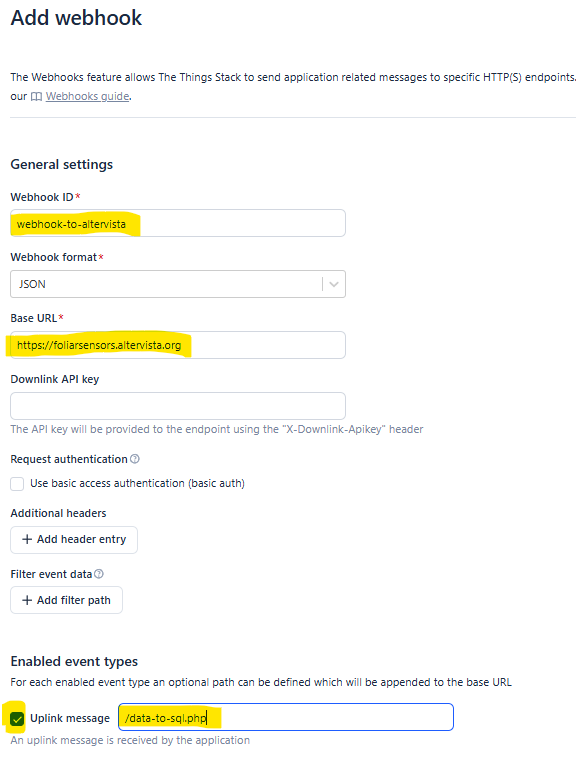 Add webhook
The Webhooks feature allows The Things Stack to send application related messages to specific HTTP(S) endpoints.
our Webhooks guide.
General settings
Webhook ID*
webhook-to-altervista
Webhook format*
JSON
Base URL*
https://foliarsensors.altervista.org
Downlink API key
The API key will be provided to the endpoint using the "X-Downlink-Apikey" header
Request authentication
Use basic access authentication (basic auth)
Additional headers
+ Add header entry
Filter event data
+ Add filter path
Enabled event types
For each enabled event type an optional path can be defined which will be appended to the base URL
Uplink message /data-to-sql.php
An uplink message is received by the application